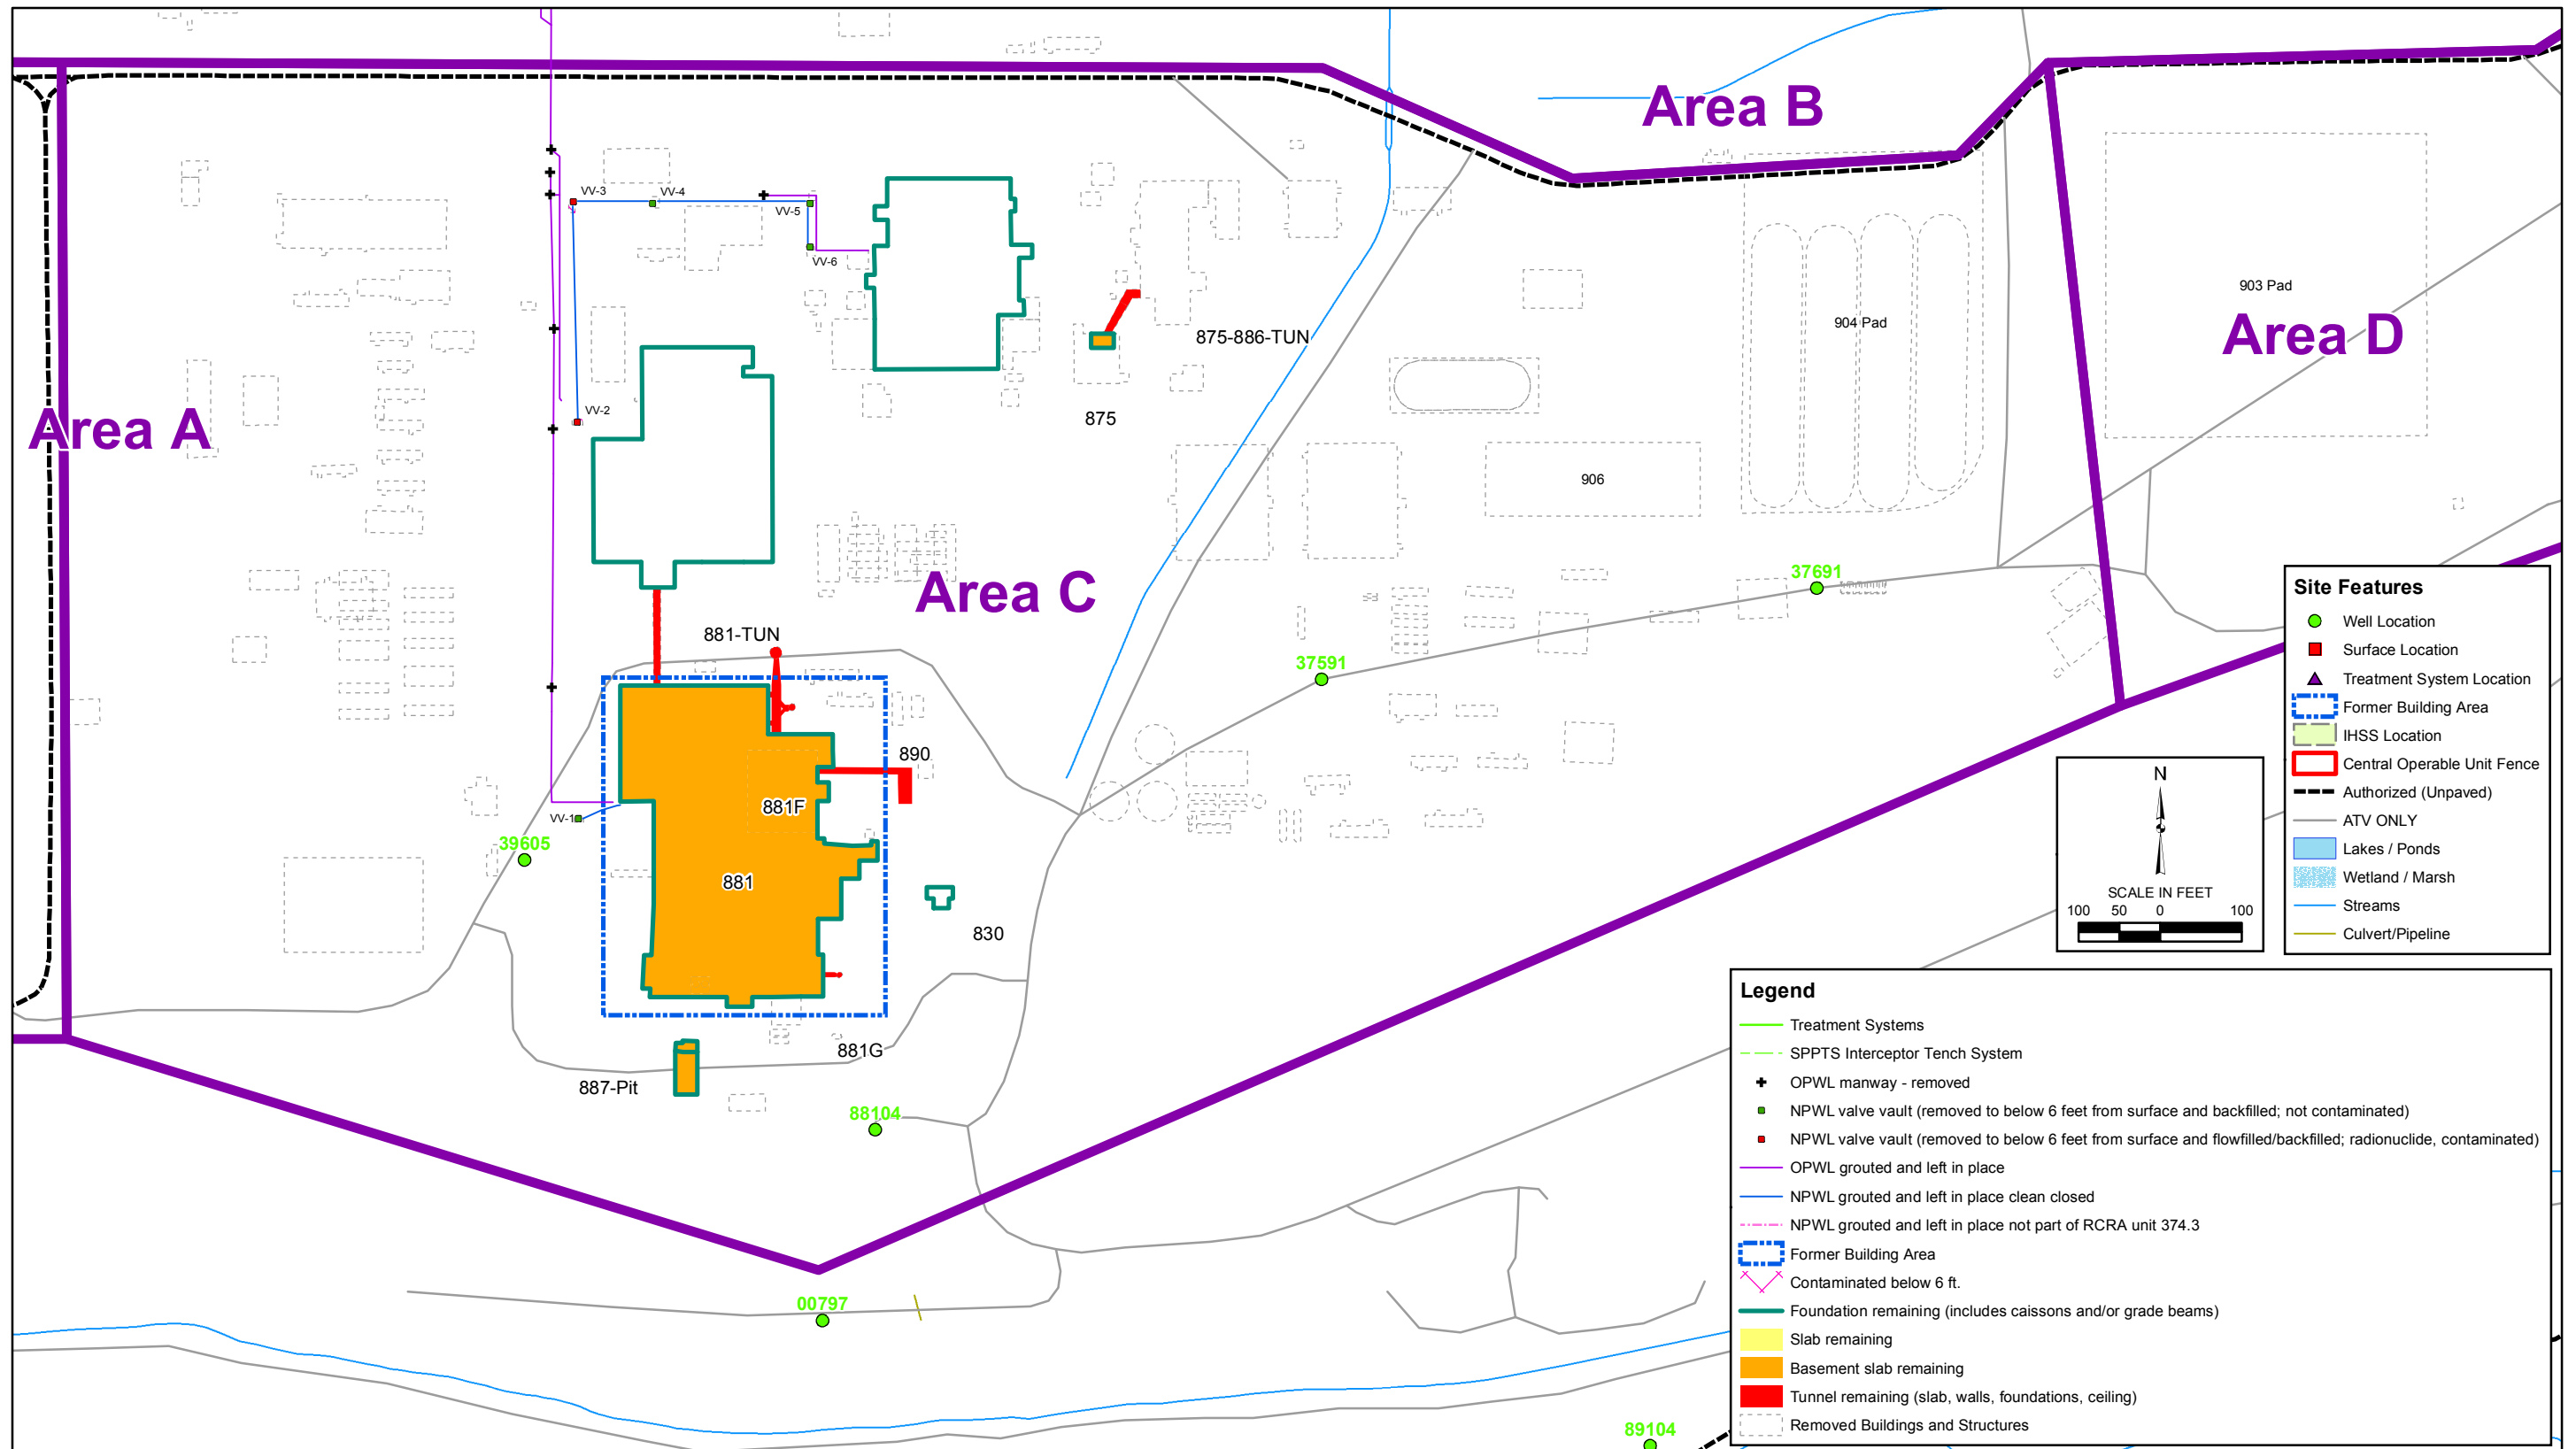 Area B
VV-3
VV-4
VV-5
VV-6
903 Pad
904 Pad
Area D
875-886-TUN
VV-2
875
Area A
906
Area C
37691
881-TUN
37591
890
881F
VV-1
39605
881
830
881G
887-Pit
88104
00797
89104
Site Features
Well Location
Surface Location
Treatment System Location
Former Building Area
IHSS Location
Central Operable Unit Fence
Authorized (Unpaved)
ATV ONLY
Lakes / Ponds
Wetland / Marsh
Streams
Culvert/Pipeline
N
SCALE IN FEET
100 50 0 100
Legend
Treatment Systems
SPPTS Interceptor Tench System
OPWL manway - removed
NPWL valve vault (removed to below 6 feet from surface and backfilled; not contaminated)
NPWL valve vault (removed to below 6 feet from surface and flowfilled/backfilled; radionuclide, contaminated)
OPWL grouted and left in place
NPWL grouted and left in place clean closed
NPWL grouted and left in place not part of RCRA unit 374.3
Former Building Area
Contaminated below 6 ft.
Foundation remaining (includes caissons and/or grade beams)
Slab remaining
Basement slab remaining
Tunnel remaining (slab, walls, foundations, ceiling)
Removed Buildings and Structures